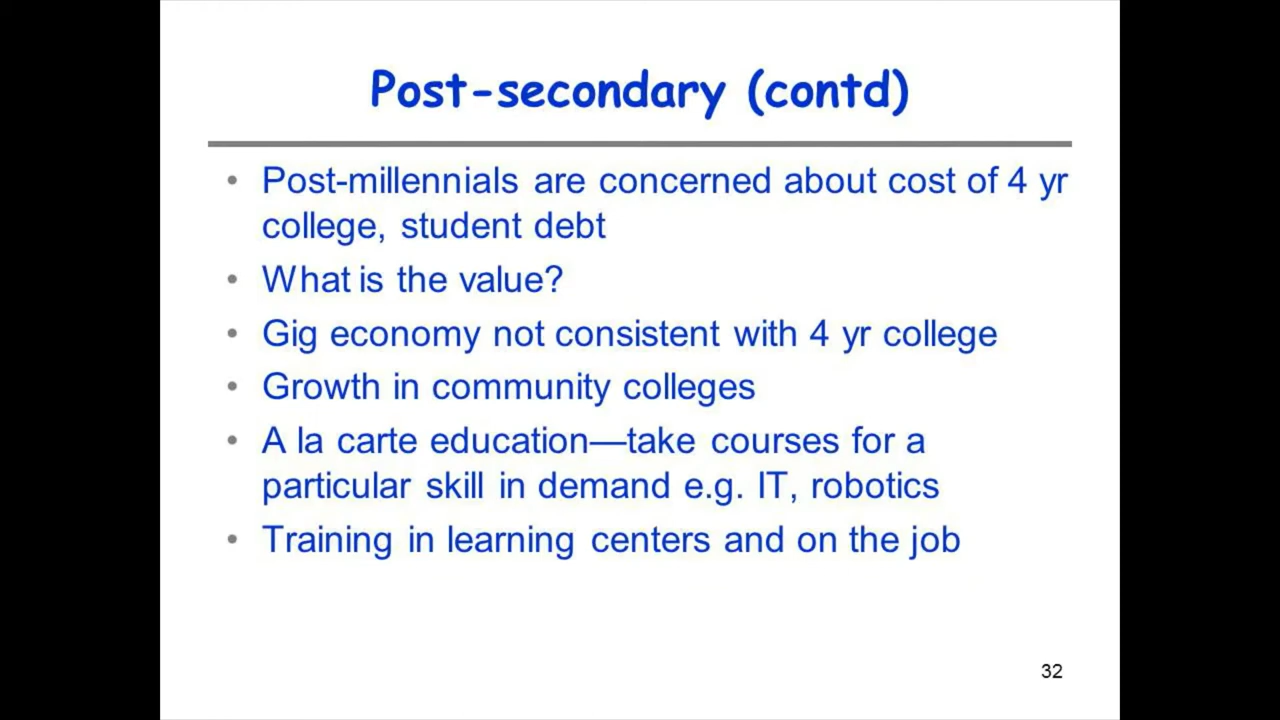 Post-secondary (contd)
• Post-millennials are concerned about cost of 4 yr
college, student debt
• What is the value?
• Gig economy not consistent with 4 yr college
• Growth in community colleges
• A la carte education—take courses for a
particular skill in demand e.g. IT, robotics
• Training in learning centers and on the job
32